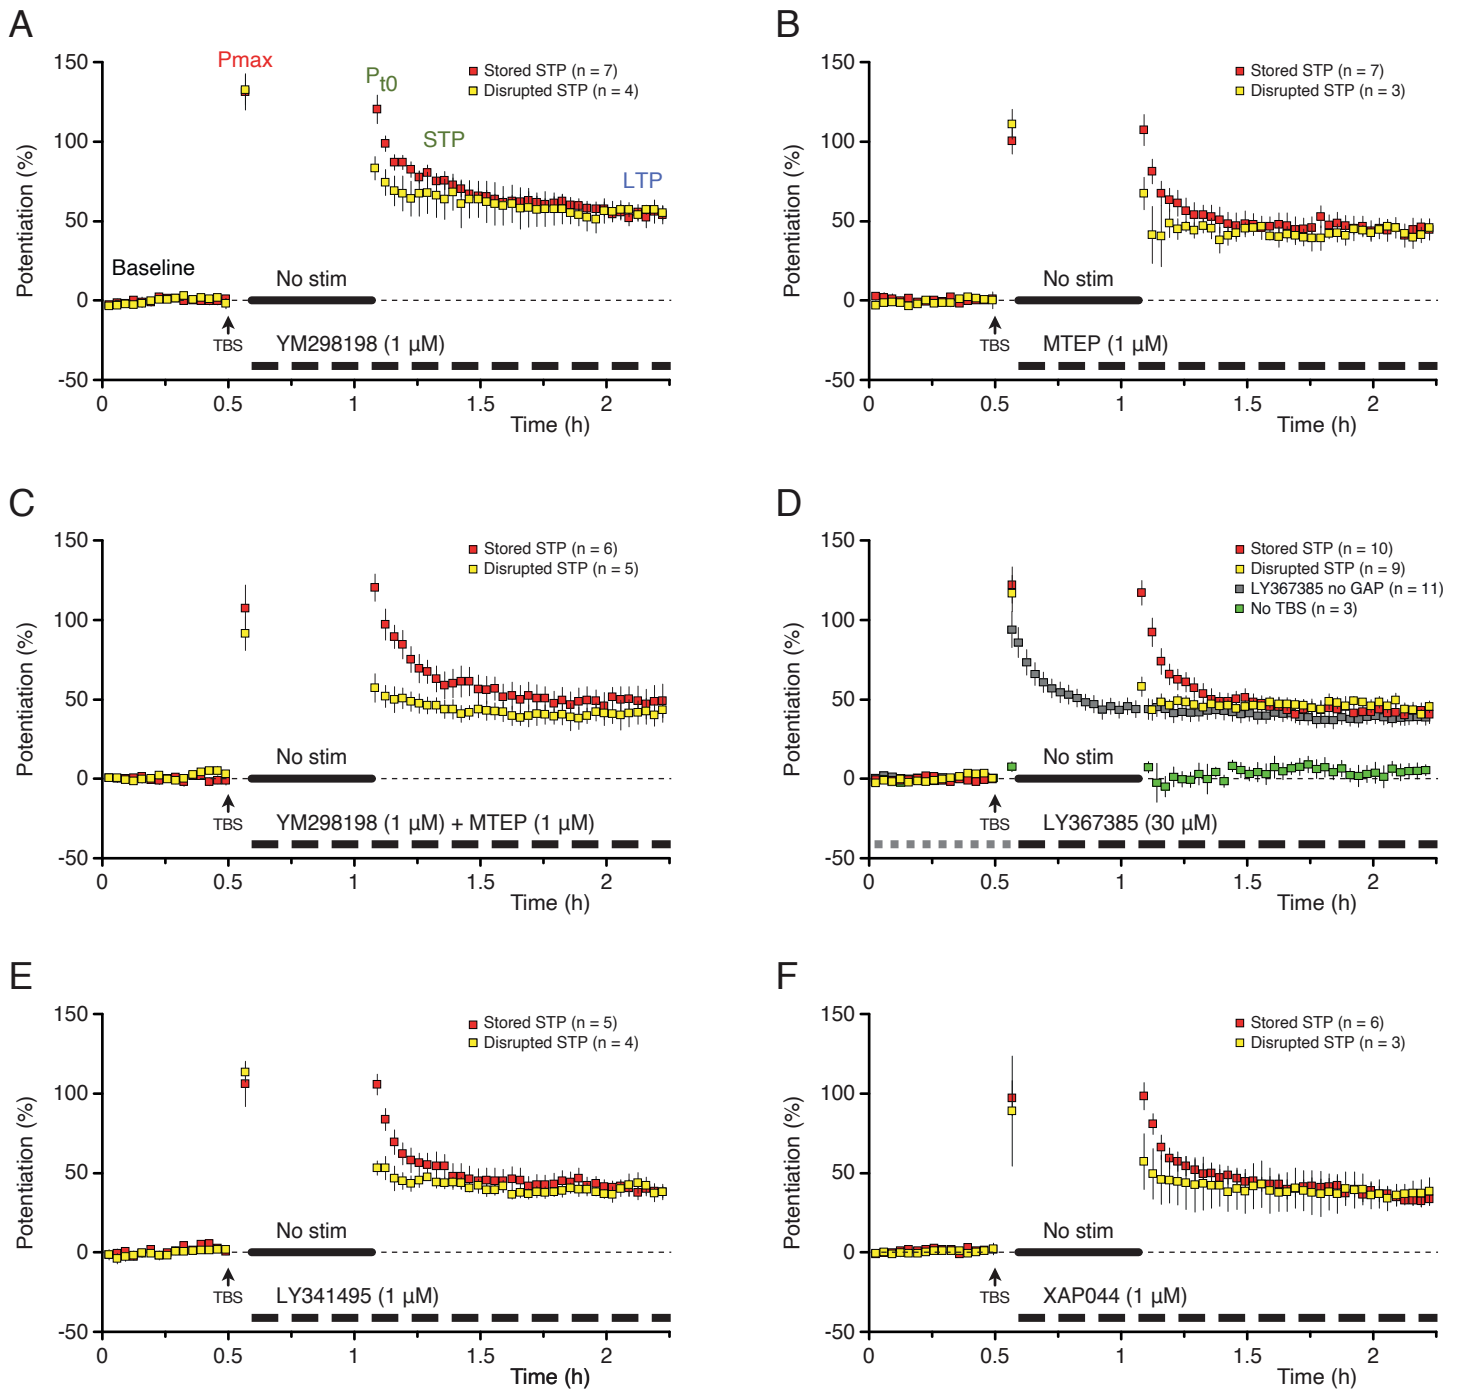 A
150
100
50
0
-50
Potentiation (%)
Pmax
Pt0
STP
LTP
Stored STP (n = 7)
Disrupted STP (n = 4)
Baseline
No stim
TBS
YM298198 (1 µM)
0
0.5
1
1.5
2
Time (h)
B
150
100
50
0
-50
Potentiation (%)
Stored STP (n = 7)
Disrupted STP (n = 3)
No stim
TBS
MTEP (1 µM)
0
0.5
1
1.5
2
Time (h)
C
150
100
50
0
-50
Potentiation (%)
Stored STP (n = 6)
Disrupted STP (n = 5)
No stim
TBS
YM298198 (1 µM) + MTEP (1 µM)
0
0.5
1
1.5
2
Time (h)
D
150
100
50
0
-50
Potentiation (%)
Stored STP (n = 10)
Disrupted STP (n = 9)
LY367385 no GAP (n = 11)
No TBS (n = 3)
No stim
TBS
LY367385 (30 µM)
0
0.5
1
1.5
2
Time (h)
E
150
100
50
0
-50
Potentiation (%)
Stored STP (n = 5)
Disrupted STP (n = 4)
No stim
TBS
LY341495 (1 µM)
0
0.5
1
1.5
2
Time (h)
F
150
100
50
0
-50
Potentiation (%)
Stored STP (n = 6)
Disrupted STP (n = 3)
No stim
TBS
XAP044 (1 µM)
0
0.5
1
1.5
2
Time (h)